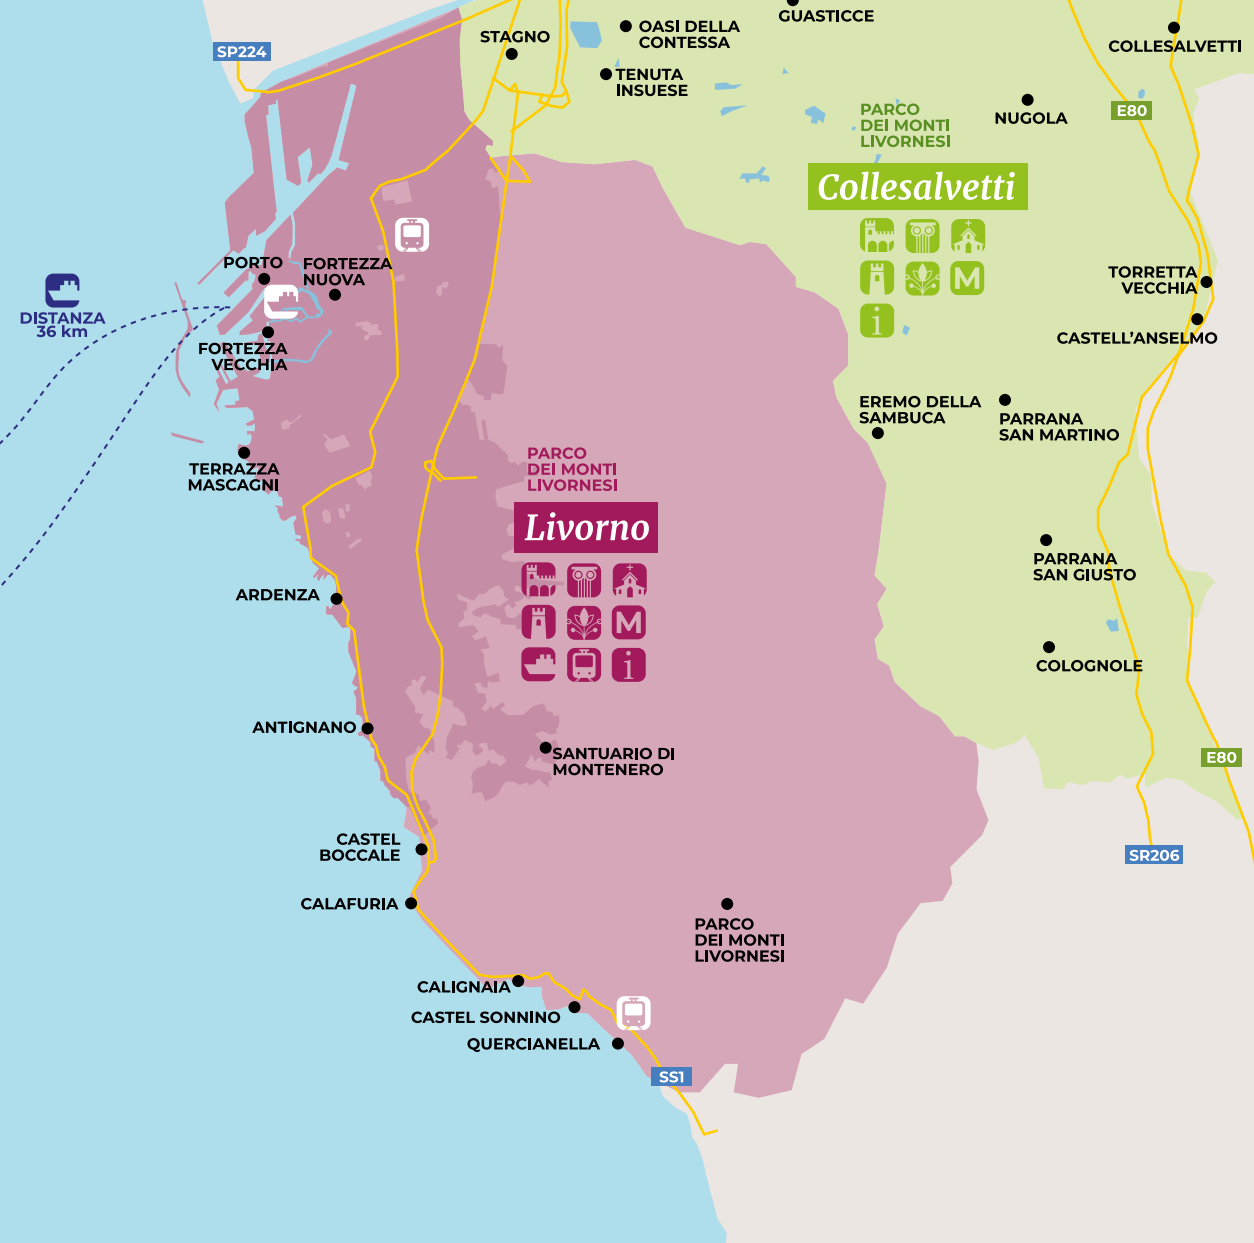 GUASTICCE
OASI DELLA
CONTESSA
STAGNO
COLLESALVETTI
SP224
TENUTA
INSUESE
NUGOLA
E80
PARCO
DEI MONTI
LIVORNESI
Collesalvetti
M
i
PORTO
FORTEZZA
NUOVA
TORRETTA
VECCHIA
DISTANZA
36 km
CASTELL'ANSELMO
FORTEZZA
VECCHIA
EREMO DELLA
SAMBUCA
PARRANA
SAN MARTINO
TERRAZZA
MASCAGNI
PARCO
DEI MONTI
LIVORNESI
Livorno
M
i
PARRANA
SAN GIUSTO
ARDENZA
COLOGNOLE
ANTIGNANO
SANTUARIO DI
MONTENERO
E80
CASTEL
BOCCALE
SR206
CALAFURIA
PARCO
DEI MONTI
LIVORNESI
CALIGNAIA
CASTEL SONNINO
QUERCIANELLA
SS1